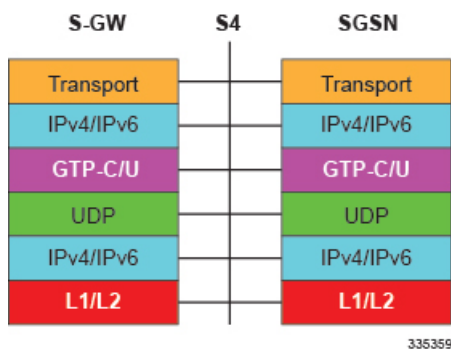 S-GW S4 SGSN
Transport Transport
IPv4/IPv6 IPv4/IPv6
GTP-C/U GTP-C/U
UDP UDP
IPv4/IPv6 IPv4/IPv6
L1/L2 L1/L2
335359